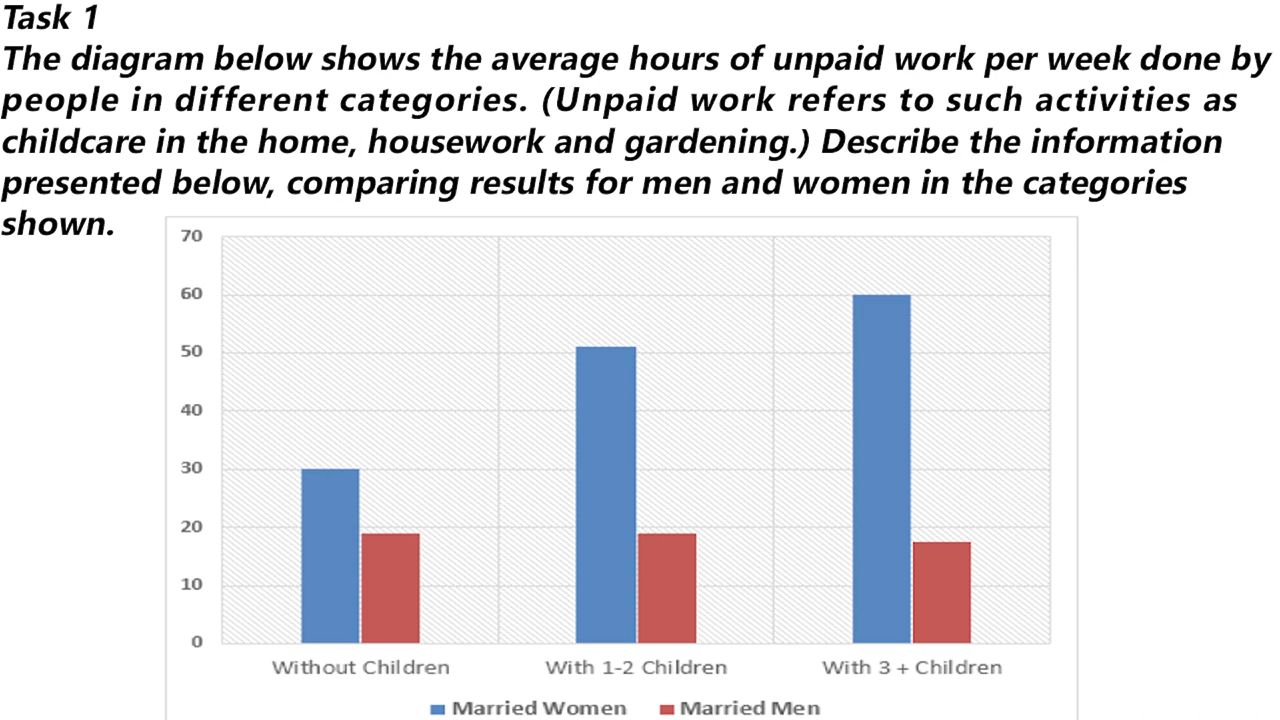 Task 1
The diagram below shows the average hours of unpaid work per week done by
people in different categories. (Unpaid work refers to such activities as
childcare in the home, housework and gardening.) Describe the information
presented below, comparing results for men and women in the categories
shown.
70
60
50
40
30
20
10
0
Without Children
With 1-2 Children
With 3 + Children
Married Women
Married Men